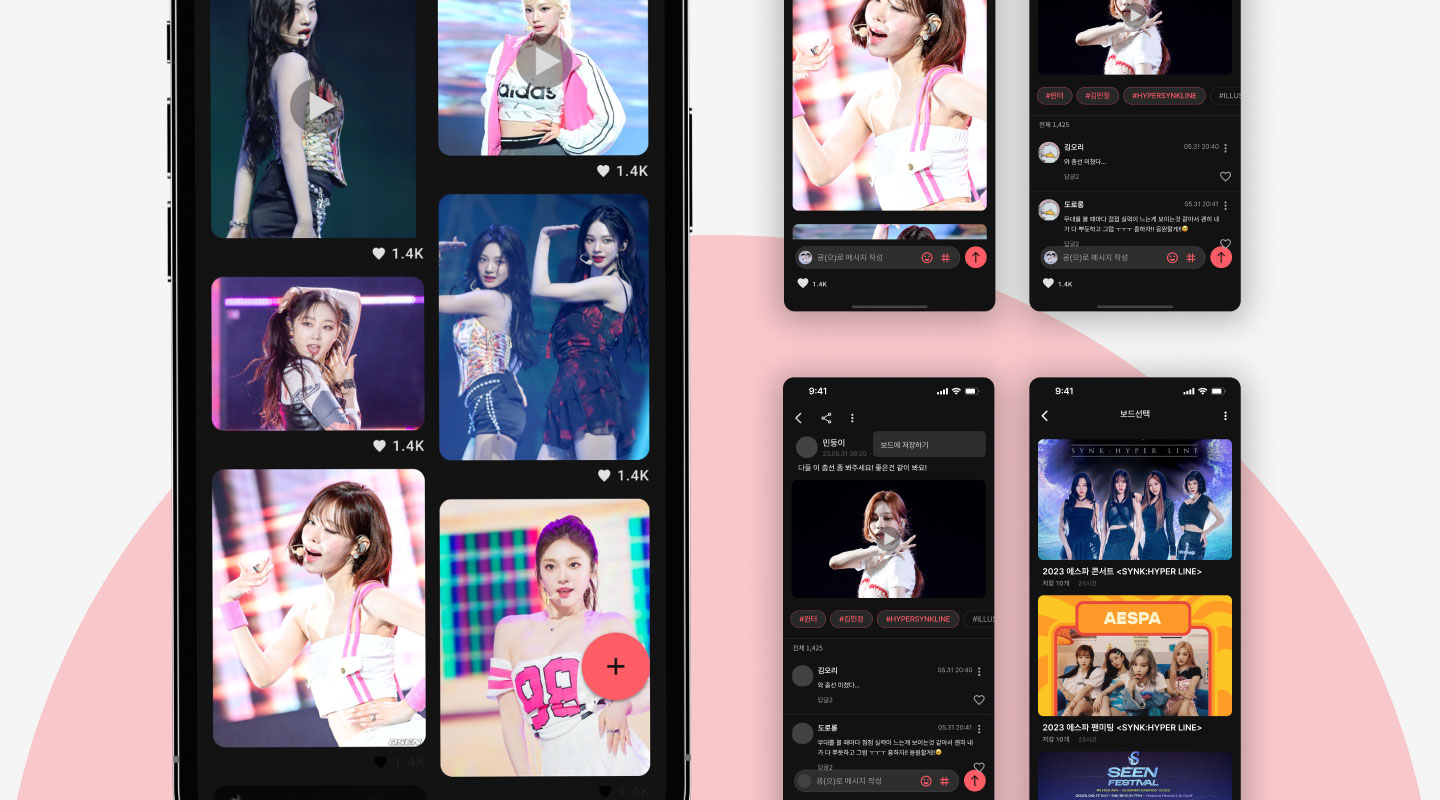 adidas
1.4K
1.4K
1.4K
1.4K
98
OSEN
1.4K
1.4K
콩(으)로 메시지 작성
1.4K
#윈터
#김민정
#HYPERSYNKLINE
#ILLUS
전체 1,425
김오리
05.31 20:40
와 춤선 미쳤다...
답글2
도로롱
05.31 20:41
무대를 볼 때마다 점점 실력이 느는게 보이는것 같아서 괜히 내
가 다 뿌듯하고 그럼 ㅜㅜㅜ 흥하자!! 응원할게!!🥹
답글2
콩(으)로 메시지 작성
1.4K
9:41
민둥이
23.05.31 08:20
보드에 저장하기
다들 이 춤선 좀 봐주세요! 좋은건 같이 봐요!
#윈터
#김민정
#HYPERSYNKLINE
#ILLUS
전체 1,425
김오리
05.31 20:40
와 춤선 미쳤다...
답글2
도로롱
05.31 20:41
무대를 볼 때마다 점점 실력이 느는게 보이는것 같아서 괜히 내
가 다 뿌듯하고 그럼 ㅜㅜㅜ 흥하자!! 응원할게!!🥹
답글2
콩(으)로 메시지 작성
9:41
보드선택
SYNK:HYPER LINE
2023 에스파 콘서트 <SYNK:HYPER LINE>
저장 10개
23시간
AESPA
2023 에스파 팬미팅 <SYNK:HYPER LINE>
저장 10개
23시간
SEEN
FESTIVAL